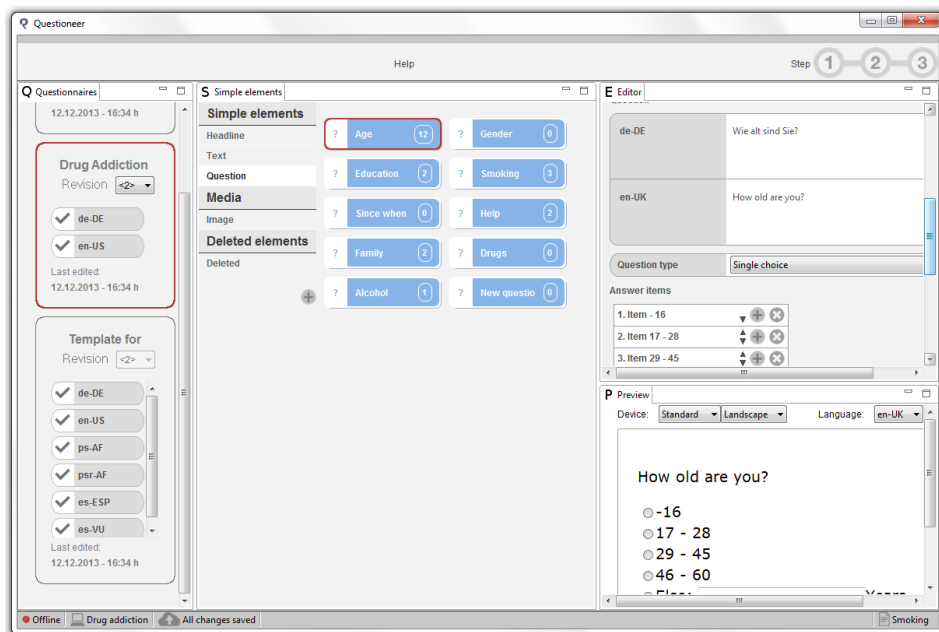 Questioneer
Help
Step 1 2 3
Q Questionnaires
12.12.2013 - 16:34 h
Drug Addiction
Revision <2>
de-DE
en-US
Last edited:
12.12.2013 - 16:34 h
Template for
Revision <2>
de-DE
en-US
ps-AF
psr-AF
es-ESP
es-VU
Last edited:
12.12.2013 - 16:34 h
S Simple elements
Simple elements
Headline
Text
Question
Media
Image
Deleted elements
Deleted
? Age 12
? Gender 0
? Education 2
? Smoking 3
? Since when 0
? Help 2
? Family 2
? Drugs 0
? Alcohol 1
? New questio 0
E Editor
Question
de-DE Wie alt sind Sie?
en-UK How old are you?
Question type Single choice
Answer items
1. Item - 16
2. Item 17 - 28
3. Item 29 - 45
P Preview
Device: Standard Landscape Language: en-UK
How old are you?
-16
17 - 28
29 - 45
46 - 60
Else: Years
Offline Drug addiction All changes saved Smoking